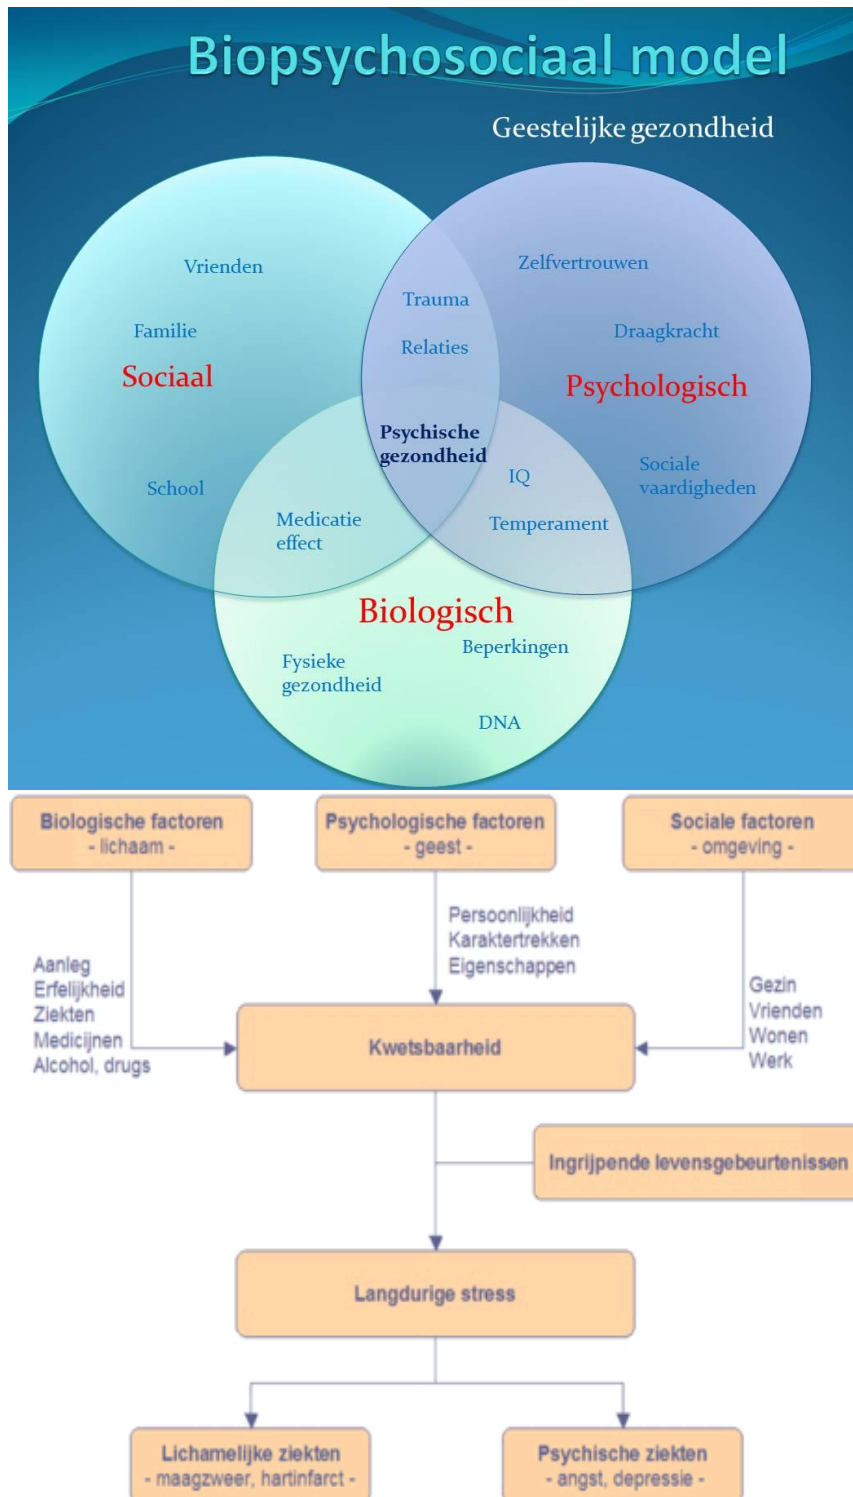 Biopsychosociaal model
Geestelijke gezondheid
Vrienden
Familie
Sociaal
School
Trauma
Relaties
Zelfvertrouwen
Draagkracht
Psychologisch
Sociale
vaardigheden
Psychische
gezondheid
IQ
Temperament
Medicatie
effect
Biologisch
Beperkingen
Fysieke
gezondheid
DNA
Biologische factoren
- lichaam -
Psychologische factoren
- geest -
Sociale factoren
- omgeving -
Aanleg
Erfelijkheid
Ziekten
Medicijnen
Alcohol, drugs
Persoonlijkheid
Karaktertrekken
Eigenschappen
Gezin
Vrienden
Wonen
Werk
Kwetsbaarheid
Ingrijpende levensgebeurtenissen
Langdurige stress
Lichamelijke ziekten
- maagzweer, hartinfarct -
Psychische ziekten
- angst, depressie -